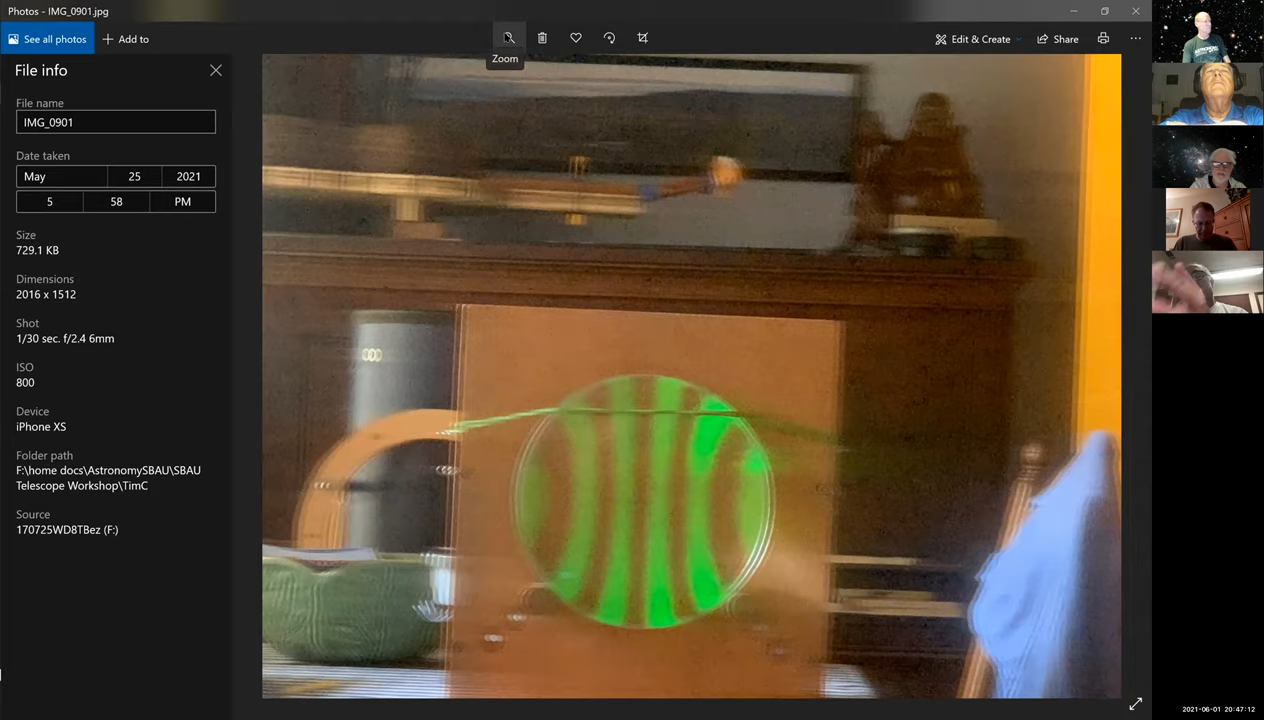 Photos - IMG_0901.jpg
See all photos
Add to
Edit & Create
Share
Zoom
File info
File name
IMG_0901
Date taken
May 25 2021
5 58 PM
Size
729.1 KB
Dimensions
2016 x 1512
Shot
1/30 sec. f/2.4 6mm
ISO
800
Device
iPhone XS
Folder path
F:\home docs\AstronomySBAU\SBAU
Telescope Workshop\TimC
Source
170725WD8TBez (F:)
2021-06-01 20:47:12